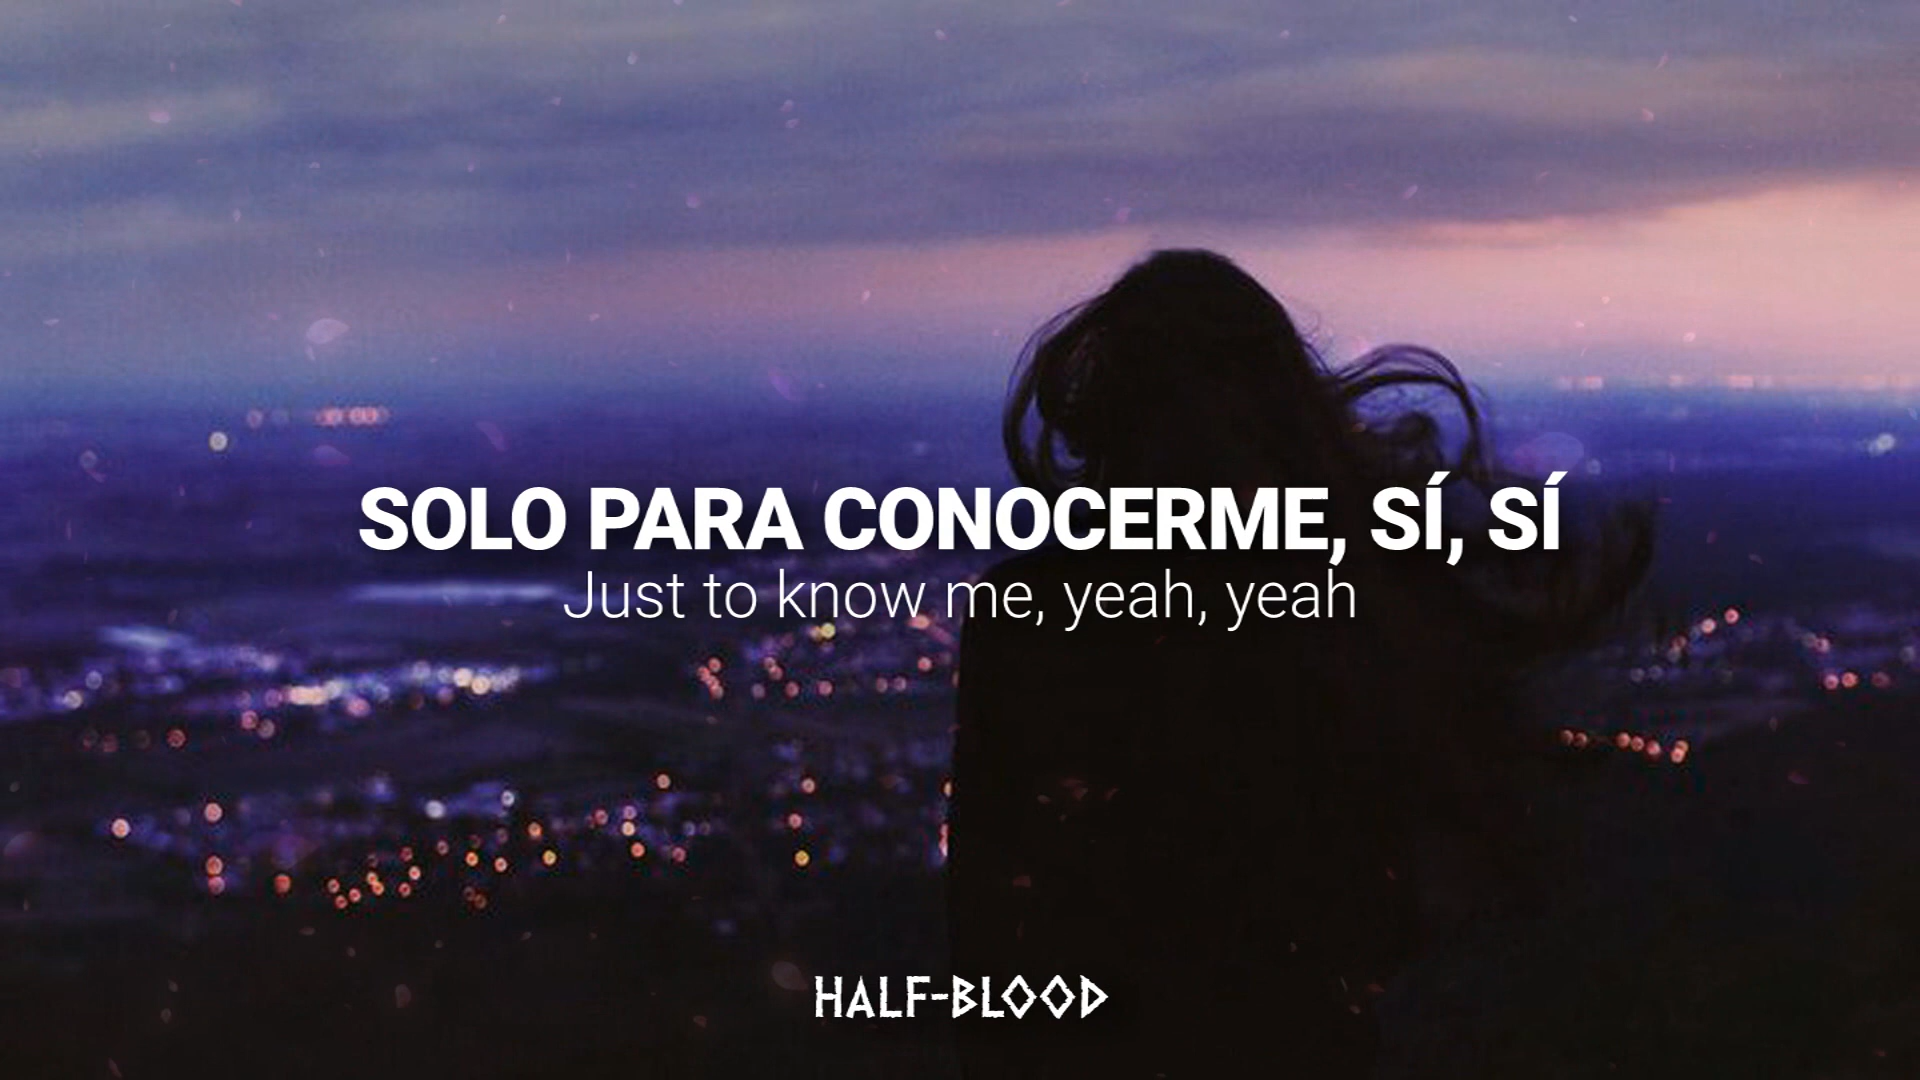 SOLO PARA CONOCERME, SÍ, SÍ
Just to know me, yeah, yeah
HALF-BLOOD